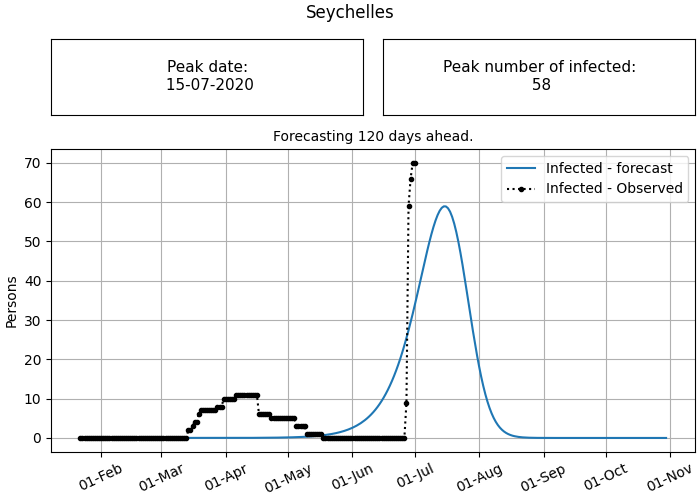 Seychelles
Peak date:
15-07-2020
Peak number of infected:
58
Forecasting 120 days ahead.
Infected - forecast
Infected - Observed
Persons
70
60
50
40
30
20
10
0
01-Feb
01-Mar
01-Apr
01-May
01-Jun
01-Jul
01-Aug
01-Sep
01-Oct
01-Nov